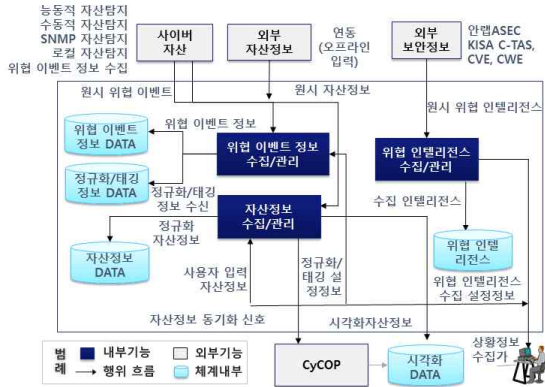 능동적 자산탐지
수동적 자산탐지
SNMP 자산탐지
로컬 자산탐지
위협 이벤트 정보 수집
사이버
자산
외부
자산정보
연동
(오프라인
입력)
외부
보안정보
안랩ASEC
KISA C-TAS,
CVE, CWE
원시 위협 이벤트
원시 자산정보
원시 위협 인텔리전스
위협 이벤트
정보 DATA
위협 이벤트 정보
위협 이벤트 정보
수집/관리
위협 인텔리전스
수집/관리
정규화/태깅
정보 DATA
정규화/태깅
정보 수신
자산정보
수집/관리
수집 인텔리전스
정규화
자산정보
자산정보
DATA
사용자 입력
자산정보
정규화/
태깅 설
정정보
위협 인텔
리전스
위협 인텔리전스
수집 설정정보
자산정보 동기화 신호
시각화자산정보
범례
내부기능
외부기능
행위 흐름
체계내부
CyCOP
시각화
DATA
상황정보
수집가